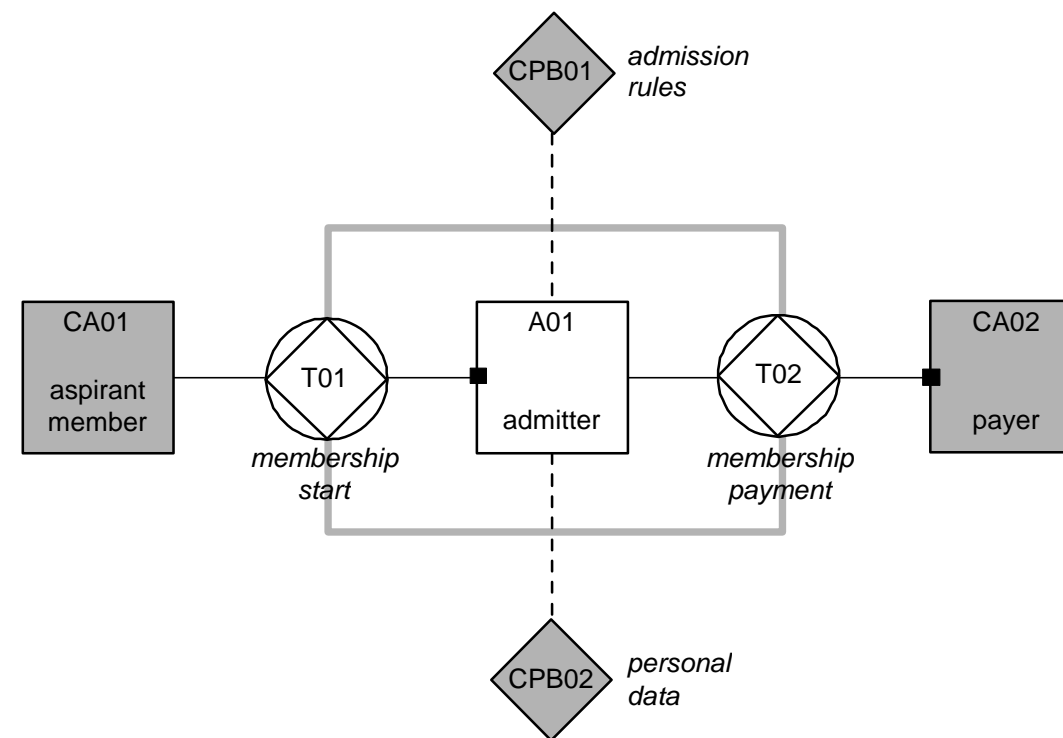 CPB01
admission
rules
CA01
aspirant
member
T01
membership
start
A01
admitter
T02
membership
payment
CA02
payer
CPB02
personal
data